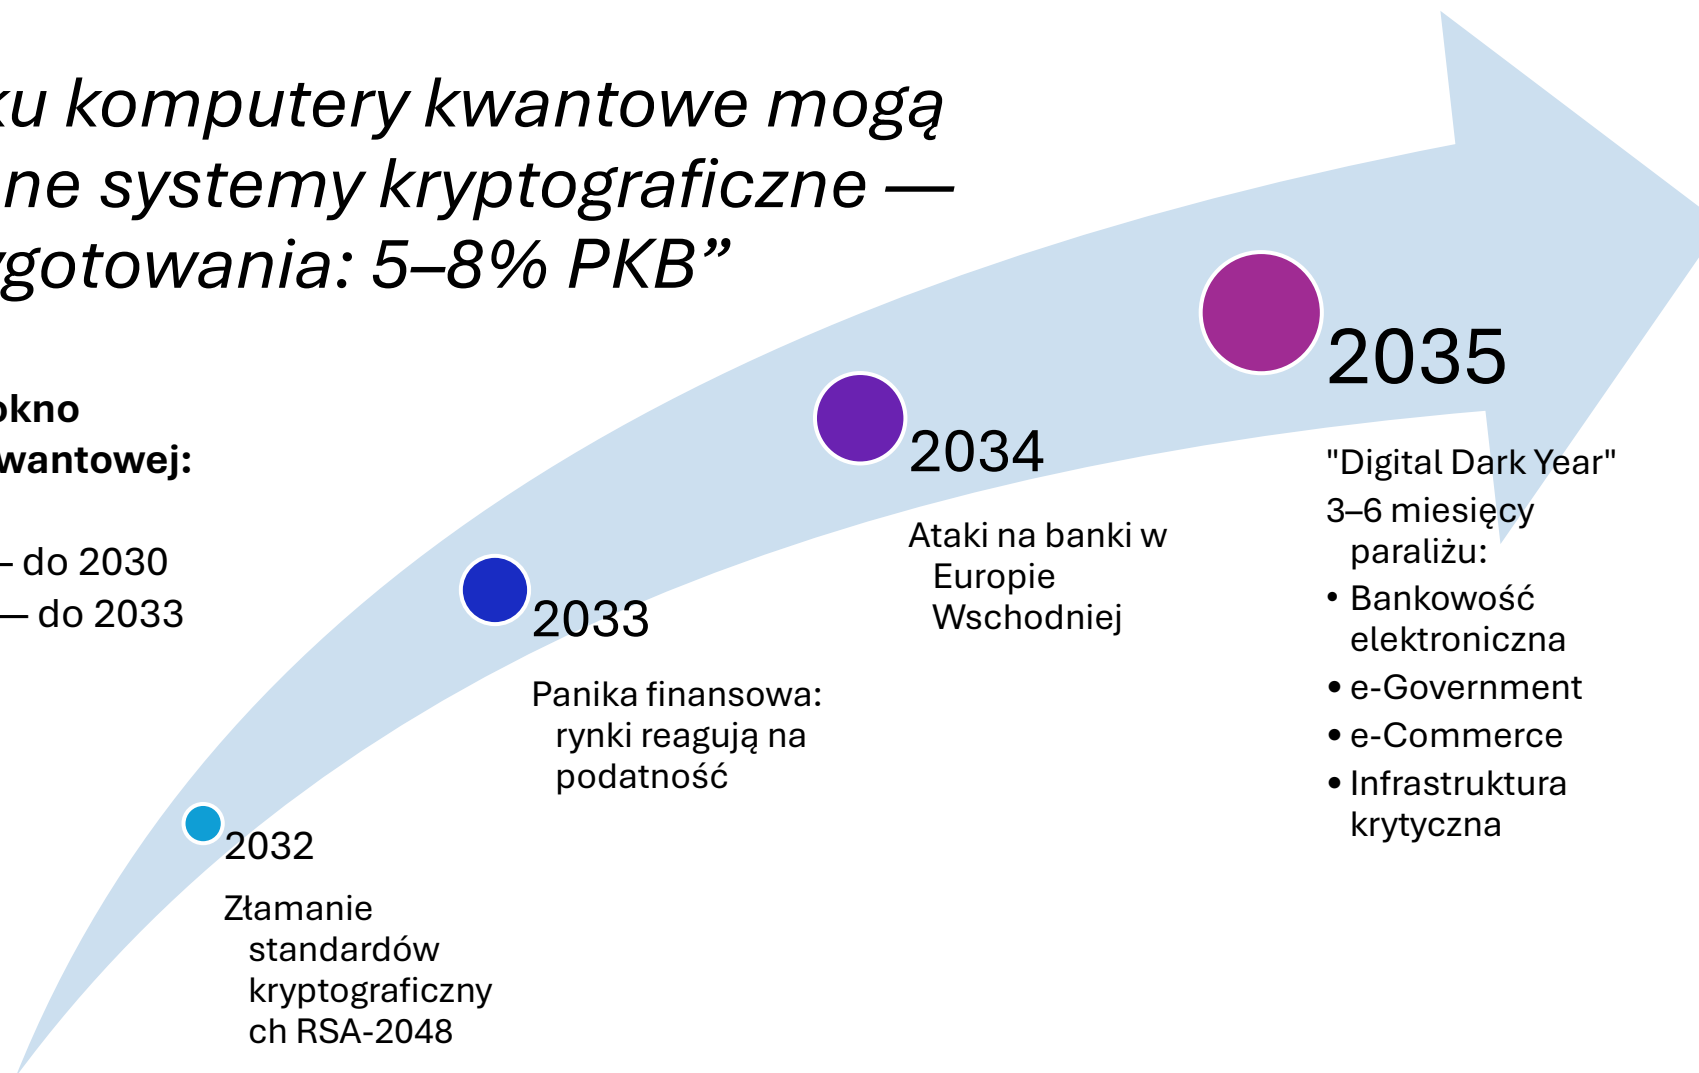 ku komputery kwantowe mogą
ne systemy kryptograficzne —
ygotowania: 5–8% PKB”
okno
wantowej:
– do 2030
— do 2033
2032
Złamanie
standardów
kryptograficzny
ch RSA-2048
2033
Panika finansowa:
rynki reagują na
podatność
2034
Ataki na banki w
Europie
Wschodniej
2035
"Digital Dark Year"
3–6 miesięcy
paraliżu:
• Bankowość
elektroniczna
• e-Government
• e-Commerce
• Infrastruktura
krytyczna